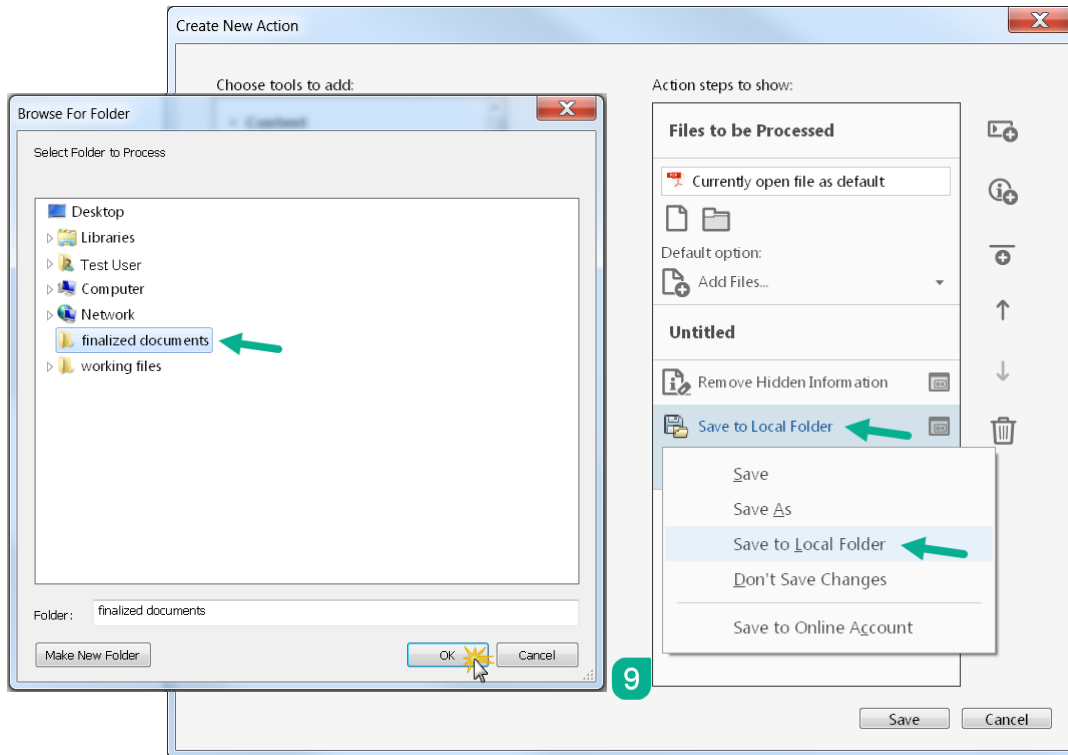 Create New Action
Choose tools to add:
Content
Action steps to show:
Files to be Processed
Currently open file as default
Default option:
Add Files...
Untitled
Remove Hidden Information
Save to Local Folder
Save
Save As
Save to Local Folder
Don't Save Changes
Save to Online Account
Save
Cancel
Browse For Folder
Select Folder to Process
Desktop
Libraries
Test User
Computer
Network
finalized documents
working files
Folder:
finalized documents
Make New Folder
OK
Cancel
9